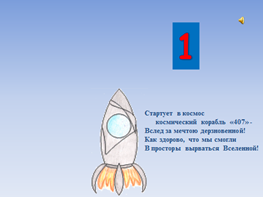 1
Стартует в космос
космический корабль «407» -
Вслед за мечтою дерзновенной!
Как здорово, что мы смогли
В просторы вырваться Вселенной!